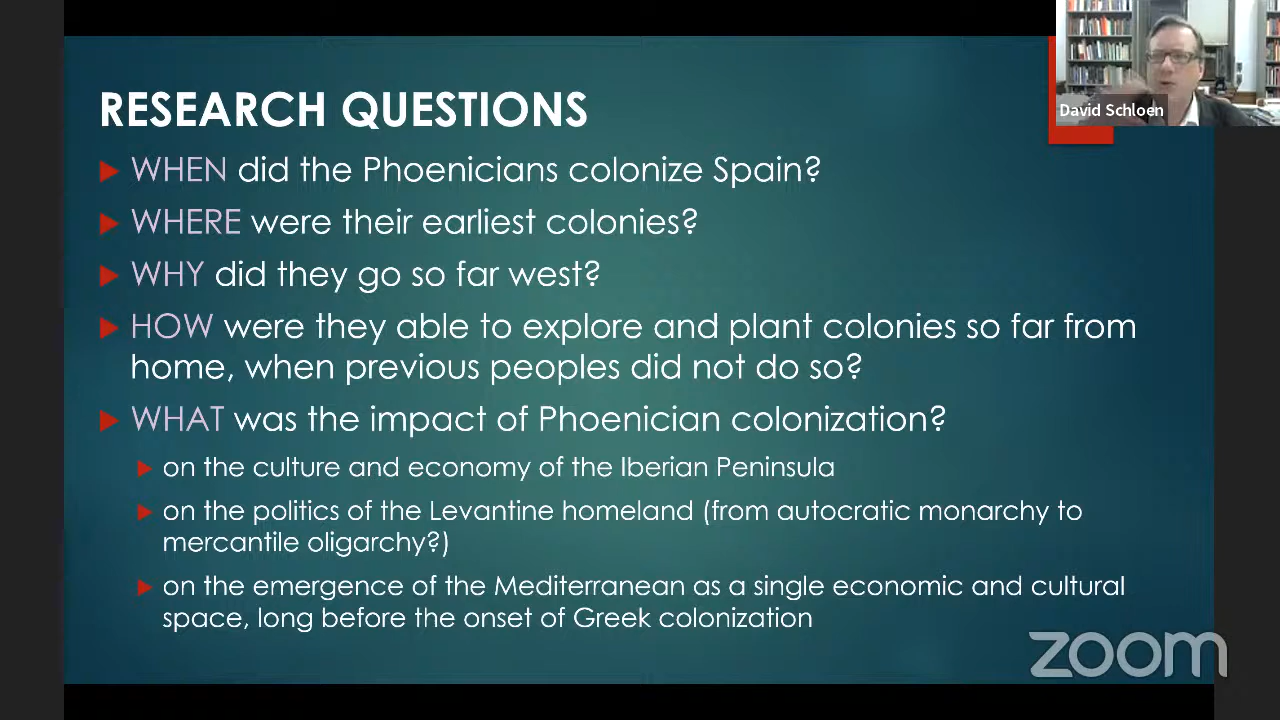 David Schloen
RESEARCH QUESTIONS
WHEN did the Phoenicians colonize Spain?
WHERE were their earliest colonies?
WHY did they go so far west?
HOW were they able to explore and plant colonies so far from
home, when previous peoples did not do so?
WHAT was the impact of Phoenician colonization?
on the culture and economy of the Iberian Peninsula
on the politics of the Levantine homeland (from autocratic monarchy to
mercantile oligarchy?)
on the emergence of the Mediterranean as a single economic and cultural
space, long before the onset of Greek colonization
zoom